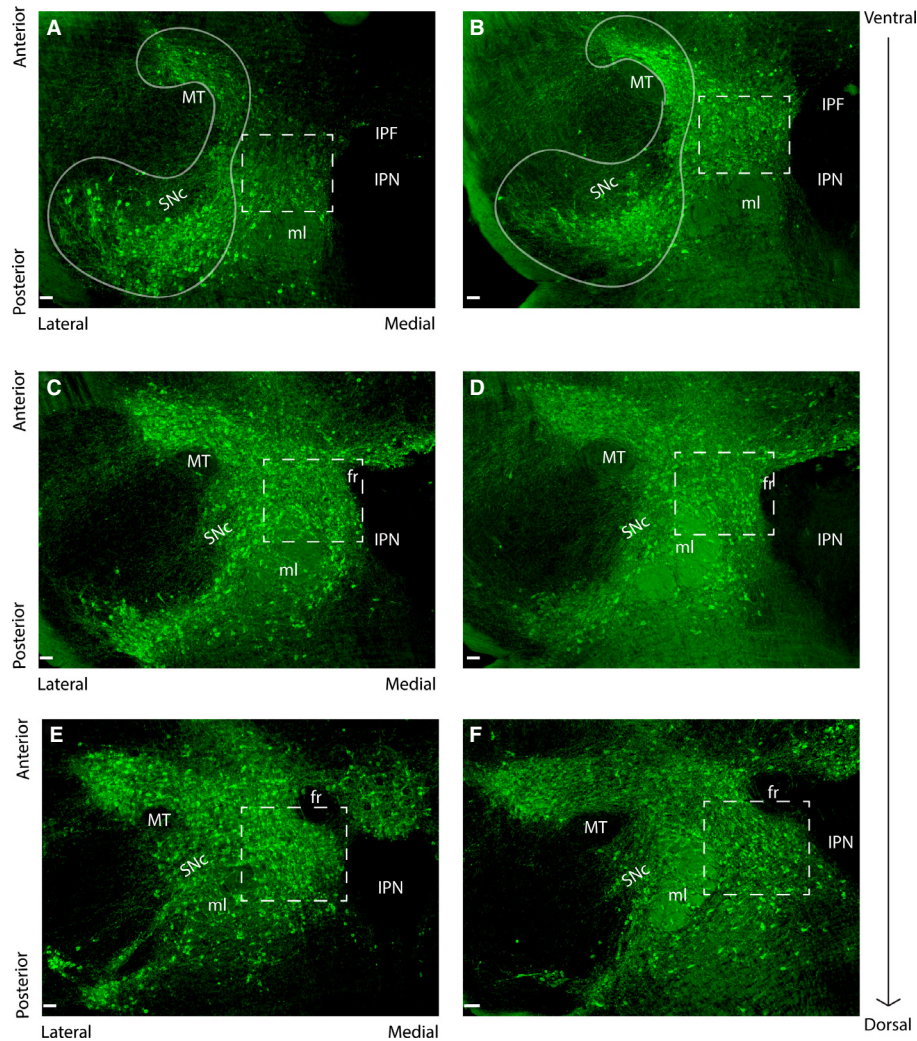 Ventral
Anterior
A
MT
IPF
SNc
IPN
ml
Posterior
Lateral
Medial
B
MT
IPF
SNc
IPN
ml
Anterior
C
MT
fr
SNc
IPN
ml
Posterior
Lateral
Medial
D
MT
fr
SNc
IPN
ml
Anterior
E
fr
MT
SNc
IPN
ml
Posterior
Lateral
Medial
F
fr
MT
IPN
SNc
ml
Dorsal